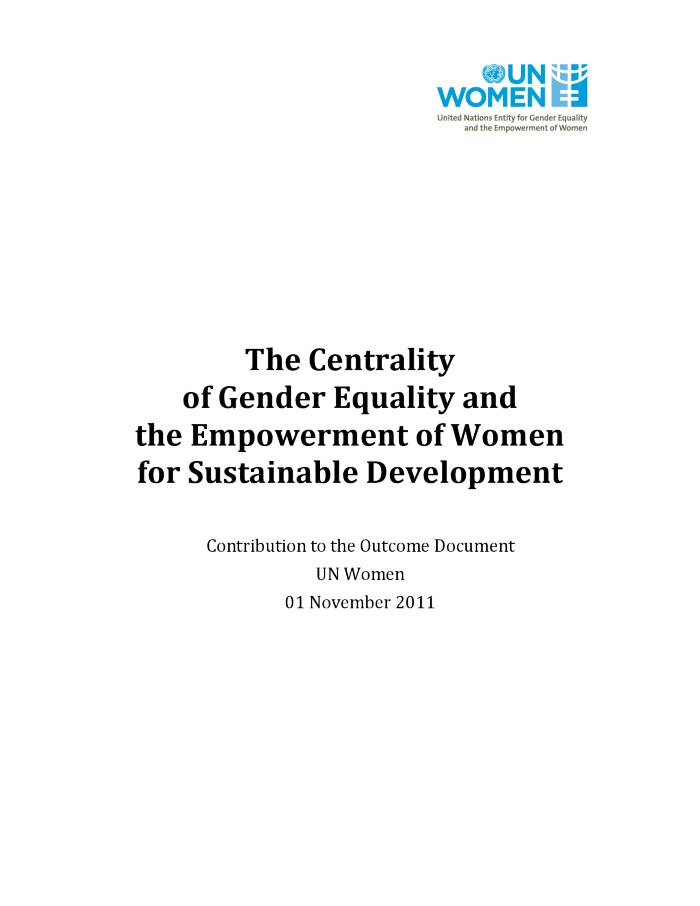 UN
WOMEN
United Nations Entity for Gender Equality
and the Empowerment of Women
The Centrality
of Gender Equality and
the Empowerment of Women
for Sustainable Development
Contribution to the Outcome Document
UN Women
01 November 2011